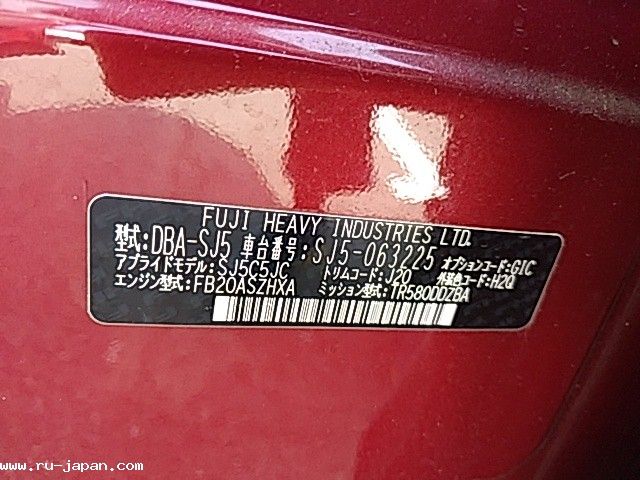 FUJI HEAVY INDUSTRIES LTD.
型式:DBA-SJ5 車台番号:SJ5-063225 オプションコード:GIC
アプライドモデル:SJ5C5JC トリムコード:J20 外装色コード:H2Q
エンジン型式:FB20ASZHXA ミッション型式:TR580DDZBA
www.ru-japan.com